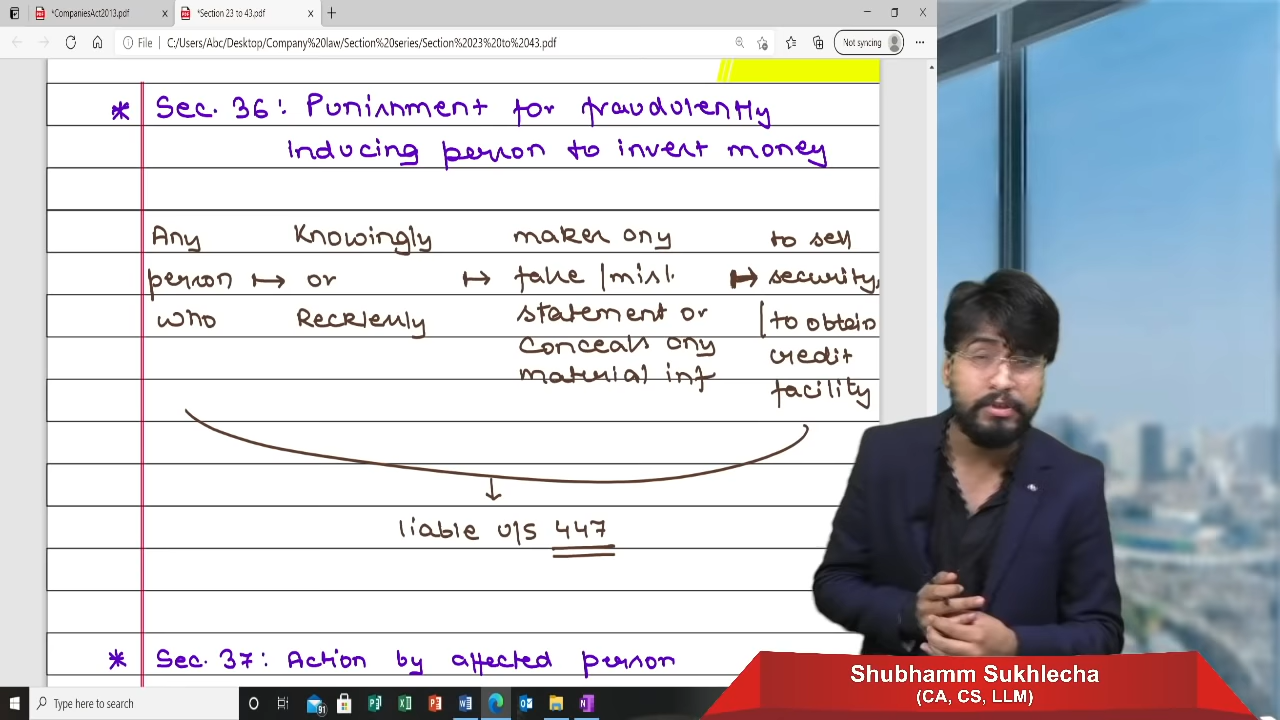 *CompaniesAct2013.pdf
*Section 23 to 43.pdf
File
C:/Users/Abc/Desktop/Company%20law/Section%20series/Section%2023%20to%2043.pdf
Not syncing
* Sec. 36: Punishment for fraudulently
inducing person to invest money
Any person who
Knowingly or Recklessly
makes any false / misl. statement or conceals any material inf
to sell security / to obtain credit facility
liable u/s 447
* Sec. 37: Action by affected person
Shubhamm Sukhlecha
(CA, CS, LLM)
Type here to search
91